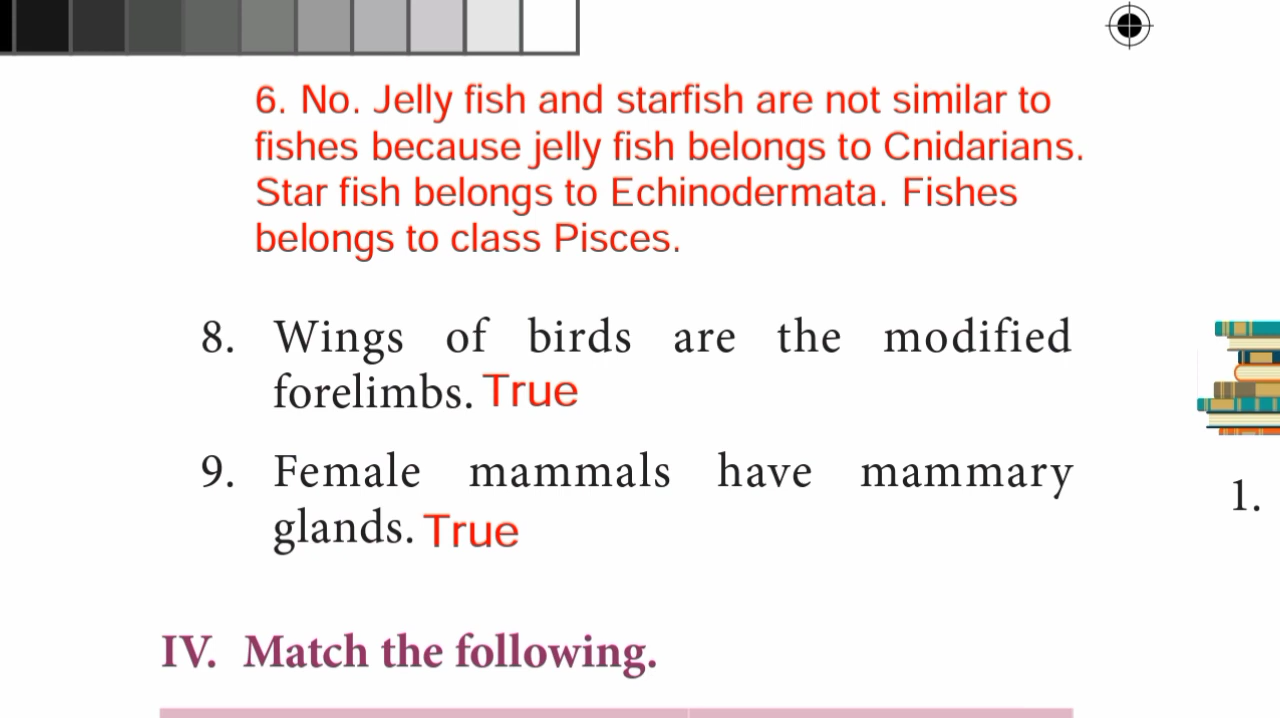 6. No. Jelly fish and starfish are not similar to
fishes because jelly fish belongs to Cnidarians.
Star fish belongs to Echinodermata. Fishes
belongs to class Pisces.
8. Wings of birds are the modified
forelimbs. True
9. Female mammals have mammary
glands. True
IV. Match the following.
1.